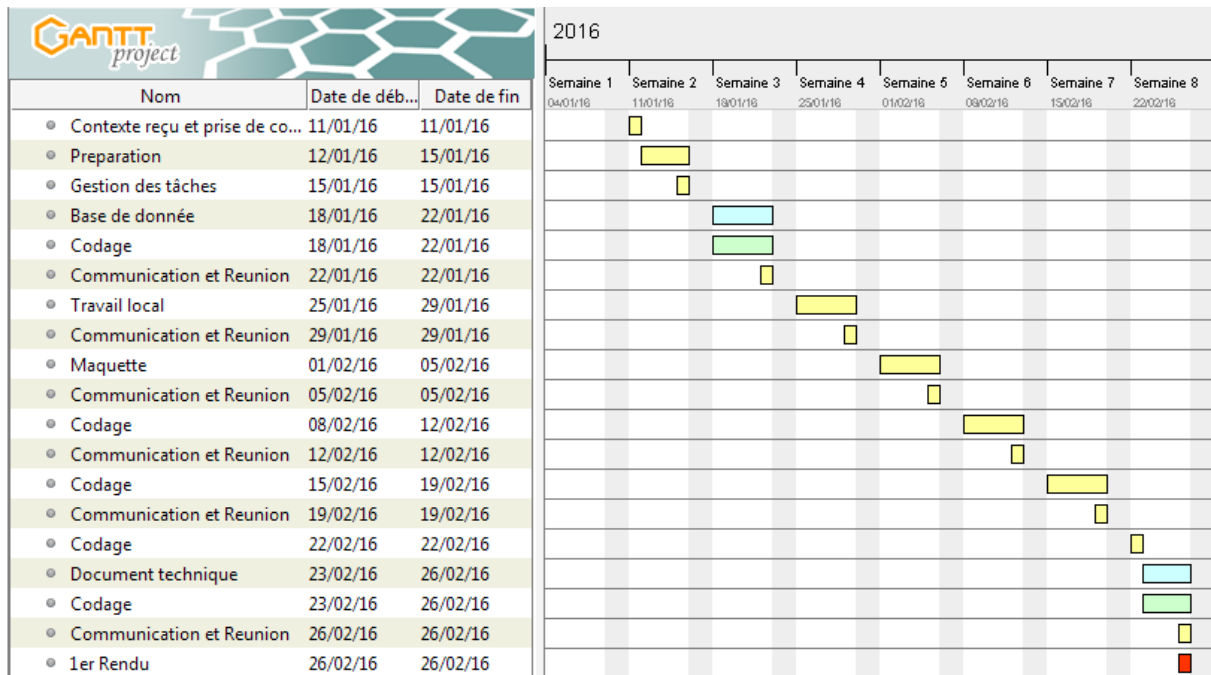 GANTT project
2016
Semaine 1 Semaine 2 Semaine 3 Semaine 4 Semaine 5 Semaine 6 Semaine 7 Semaine 8
Nom Date de déb... Date de fin 04/01/16 11/01/16 18/01/16 25/01/16 01/02/16 08/02/16 15/02/16 22/02/16
Contexte reçu et prise de co... 11/01/16 11/01/16
Preparation 12/01/16 15/01/16
Gestion des tâches 15/01/16 15/01/16
Base de donnée 18/01/16 22/01/16
Codage 18/01/16 22/01/16
Communication et Reunion 22/01/16 22/01/16
Travail local 25/01/16 29/01/16
Communication et Reunion 29/01/16 29/01/16
Maquette 01/02/16 05/02/16
Communication et Reunion 05/02/16 05/02/16
Codage 08/02/16 12/02/16
Communication et Reunion 12/02/16 12/02/16
Codage 15/02/16 19/02/16
Communication et Reunion 19/02/16 19/02/16
Codage 22/02/16 22/02/16
Document technique 23/02/16 26/02/16
Codage 23/02/16 26/02/16
Communication et Reunion 26/02/16 26/02/16
1er Rendu 26/02/16 26/02/16